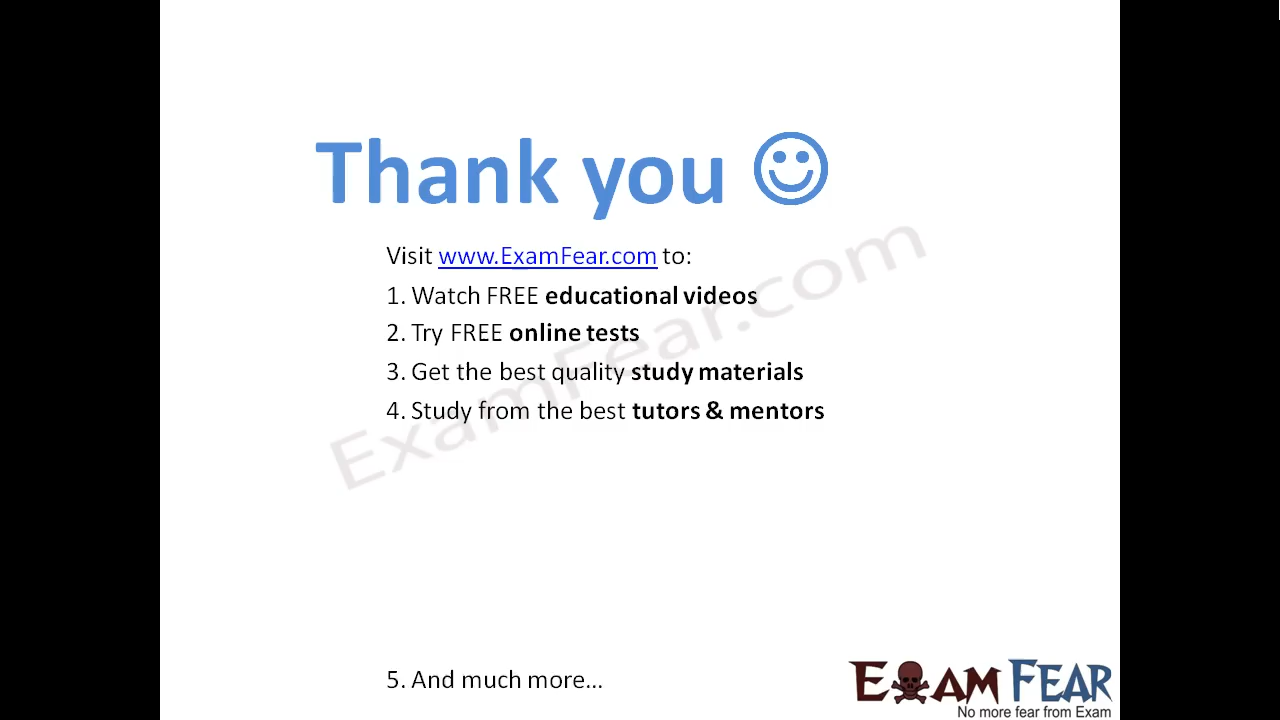 Thank you ☺
Visit www.ExamFear.com to:
1. Watch FREE educational videos
2. Try FREE online tests
3. Get the best quality study materials
4. Study from the best tutors & mentors
ExamFear.com
5. And much more...
EXAM FEAR
No more fear from Exam